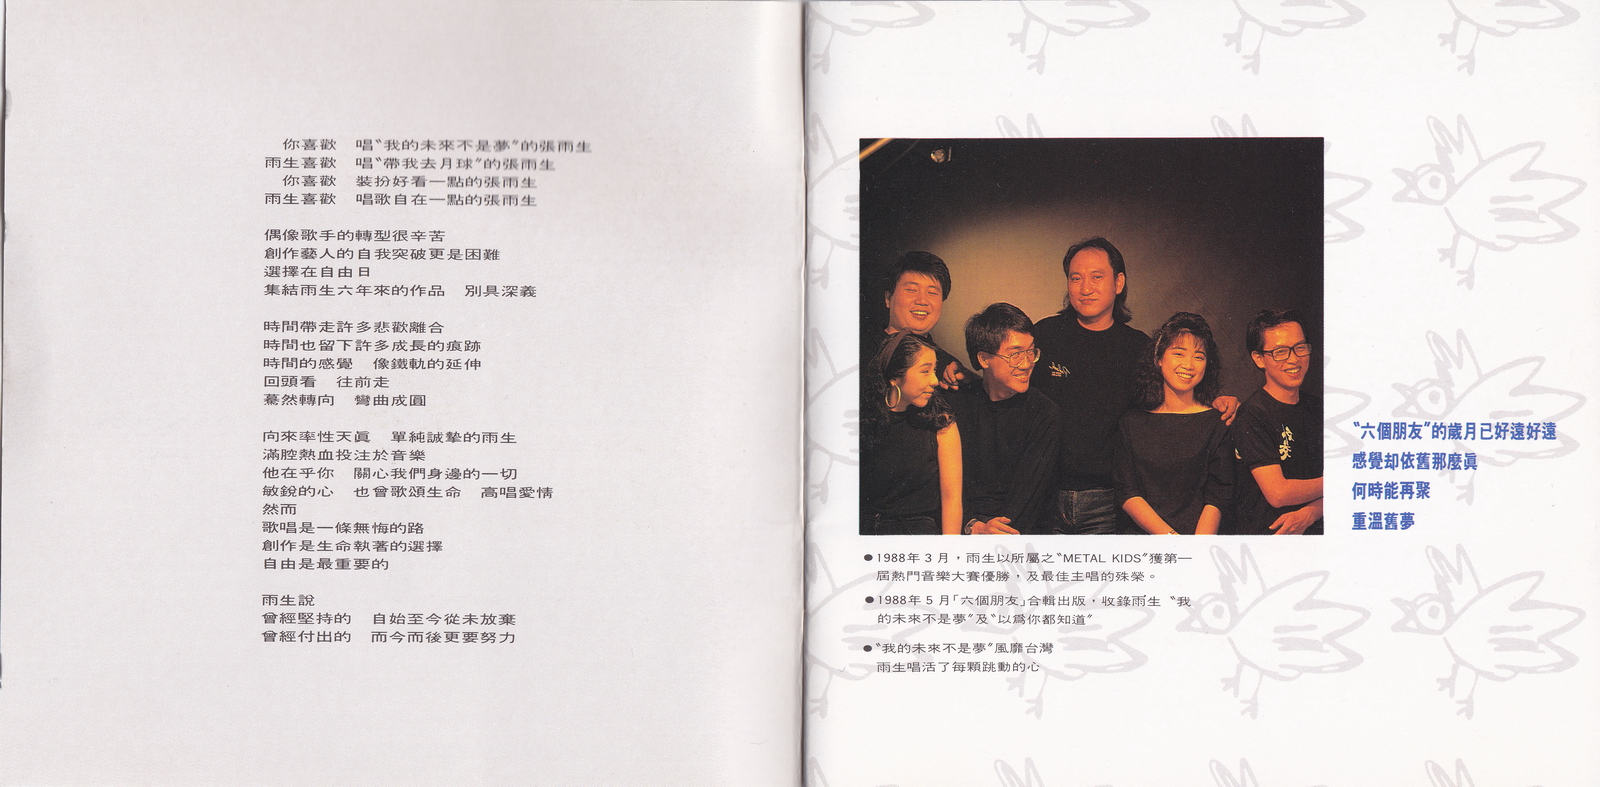 你喜歡　唱〝我的未來不是夢〞的張雨生
雨生喜歡　唱〝帶我去月球〞的張雨生
你喜歡　裝扮好看一點的張雨生
雨生喜歡　唱歌自在一點的張雨生
偶像歌手的轉型很辛苦
創作藝人的自我突破更是困難
選擇在自由日
集結雨生六年來的作品　別具深義
時間帶走許多悲歡離合
時間也留下許多成長的痕跡
時間的感覺　像鐵軌的延伸
回頭看　往前走
驀然轉向　彎曲成圓
向來率性天眞　單純誠摯的雨生
滿腔熱血投注於音樂
他在乎你　關心我們身邊的一切
敏銳的心　也曾歌頌生命　高唱愛情
然而
歌唱是一條無悔的路
創作是生命執著的選擇
自由是最重要的
雨生說
曾經堅持的　自始至今從未放棄
曾經付出的　而今而後更要努力
〝六個朋友〞的歲月已好遠好遠
感覺却依舊那麼眞
何時能再聚
重溫舊夢
●1988年3月，雨生以所屬之〝METAL KIDS〞獲第一
屆熱門音樂大賽優勝，及最佳主唱的殊榮。
●1988年5月「六個朋友」合輯出版，收錄雨生〝我
的未來不是夢〞及〝以爲你都知道〞
●〝我的未來不是夢〞風靡台灣
雨生唱活了每顆跳動的心